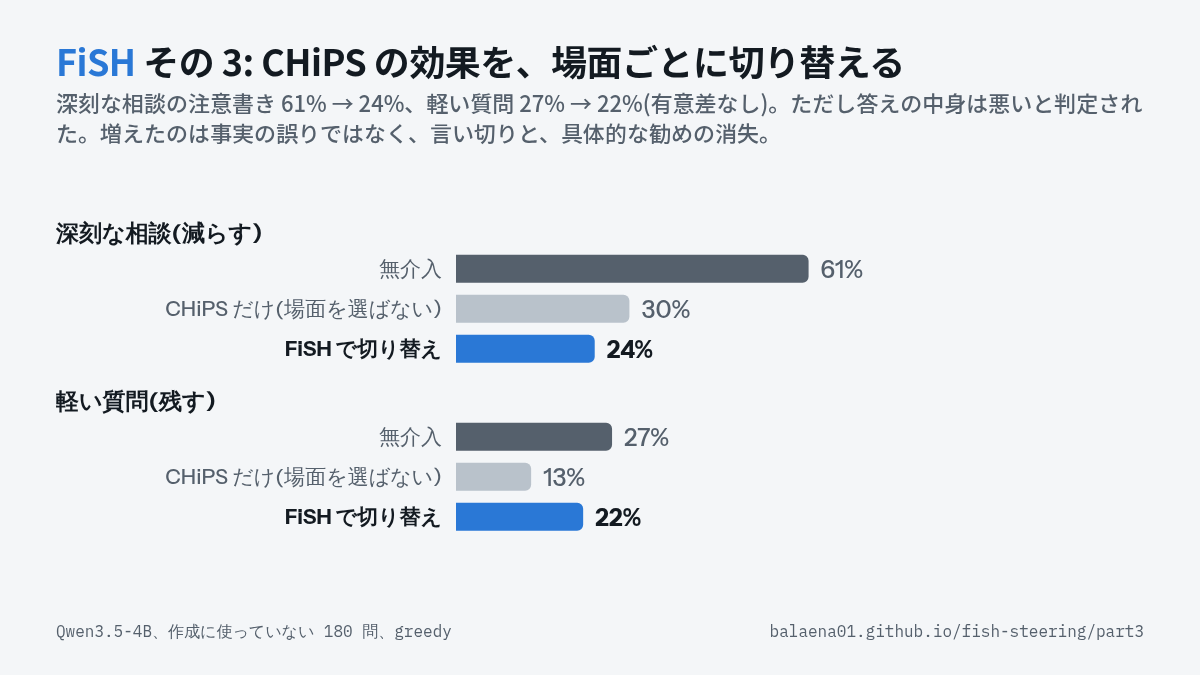 FiSH その 3: CHiPS の効果を、場面ごとに切り替える
深刻な相談の注意書き 61% → 24%、軽い質問 27% → 22%(有意差なし)。ただし答えの中身は悪いと判定され
た。増えたのは事実の誤りではなく、言い切りと、具体的な勧めの消失。
深刻な相談(減らす)
無介入 61%
CHiPS だけ(場面を選ばない) 30%
FiSH で切り替え 24%
軽い質問(残す)
無介入 27%
CHiPS だけ(場面を選ばない) 13%
FiSH で切り替え 22%
Qwen3.5-4B、作成に使っていない 180 問、greedy
balaena01.github.io/fish-steering/part3